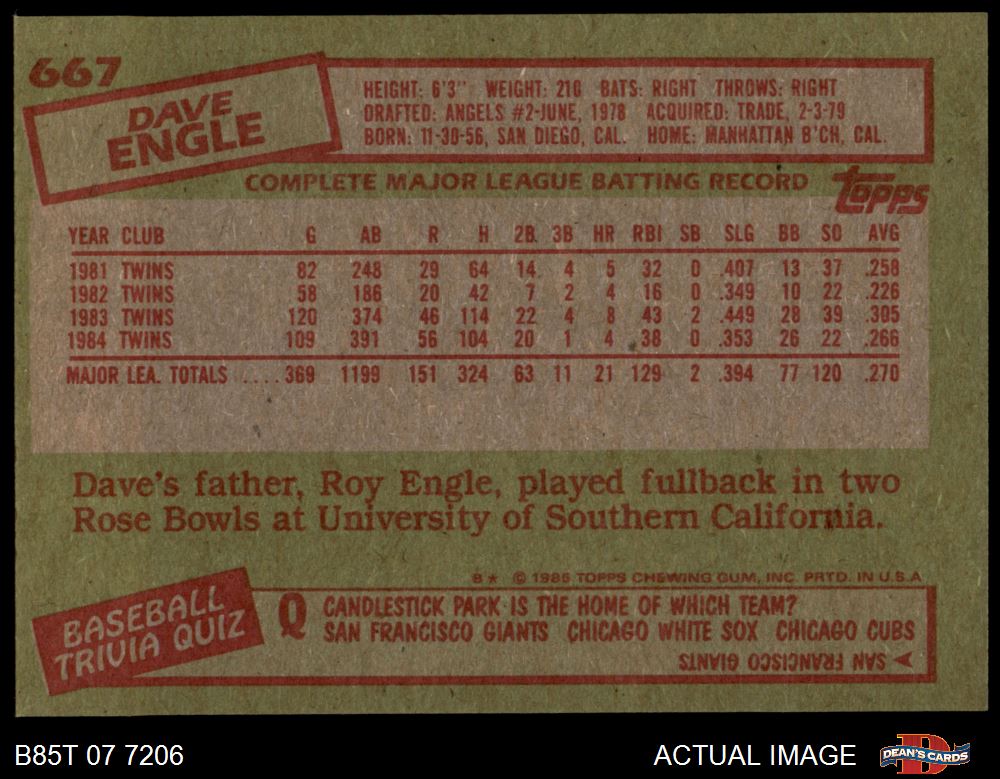 667
DAVE
ENGLE
HEIGHT: 6'3" WEIGHT: 210 BATS: RIGHT THROWS: RIGHT
DRAFTED: ANGELS #2-JUNE, 1978 ACQUIRED: TRADE, 2-3-79
BORN: 11-30-56, SAN DIEGO, CAL. HOME: MANHATTAN B'CH, CAL.
COMPLETE MAJOR LEAGUE BATTING RECORD
topps
YEAR CLUB G AB R H 2B 3B HR RBI SB SLG BB SO AVG
1981 TWINS 82 248 29 64 14 4 5 32 0 .407 13 37 .258
1982 TWINS 58 186 20 42 7 2 4 16 0 .349 10 22 .226
1983 TWINS 120 374 46 114 22 4 8 43 2 .449 28 39 .305
1984 TWINS 109 391 56 104 20 1 4 38 0 .353 26 22 .266
MAJOR LEA. TOTALS .... 369 1199 151 324 63 11 21 129 2 .394 77 120 .270
Dave's father, Roy Engle, played fullback in two
Rose Bowls at University of Southern California.
B★ © 1985 TOPPS CHEWING GUM, INC. PRTD. IN U.S.A
BASEBALL
TRIVIA QUIZ
Q CANDLESTICK PARK IS THE HOME OF WHICH TEAM?
SAN FRANCISCO GIANTS CHICAGO WHITE SOX CHICAGO CUBS
SAN FRANCISCO GIANTS
B85T 07 7206
ACTUAL IMAGE
DEAN'S CARDS